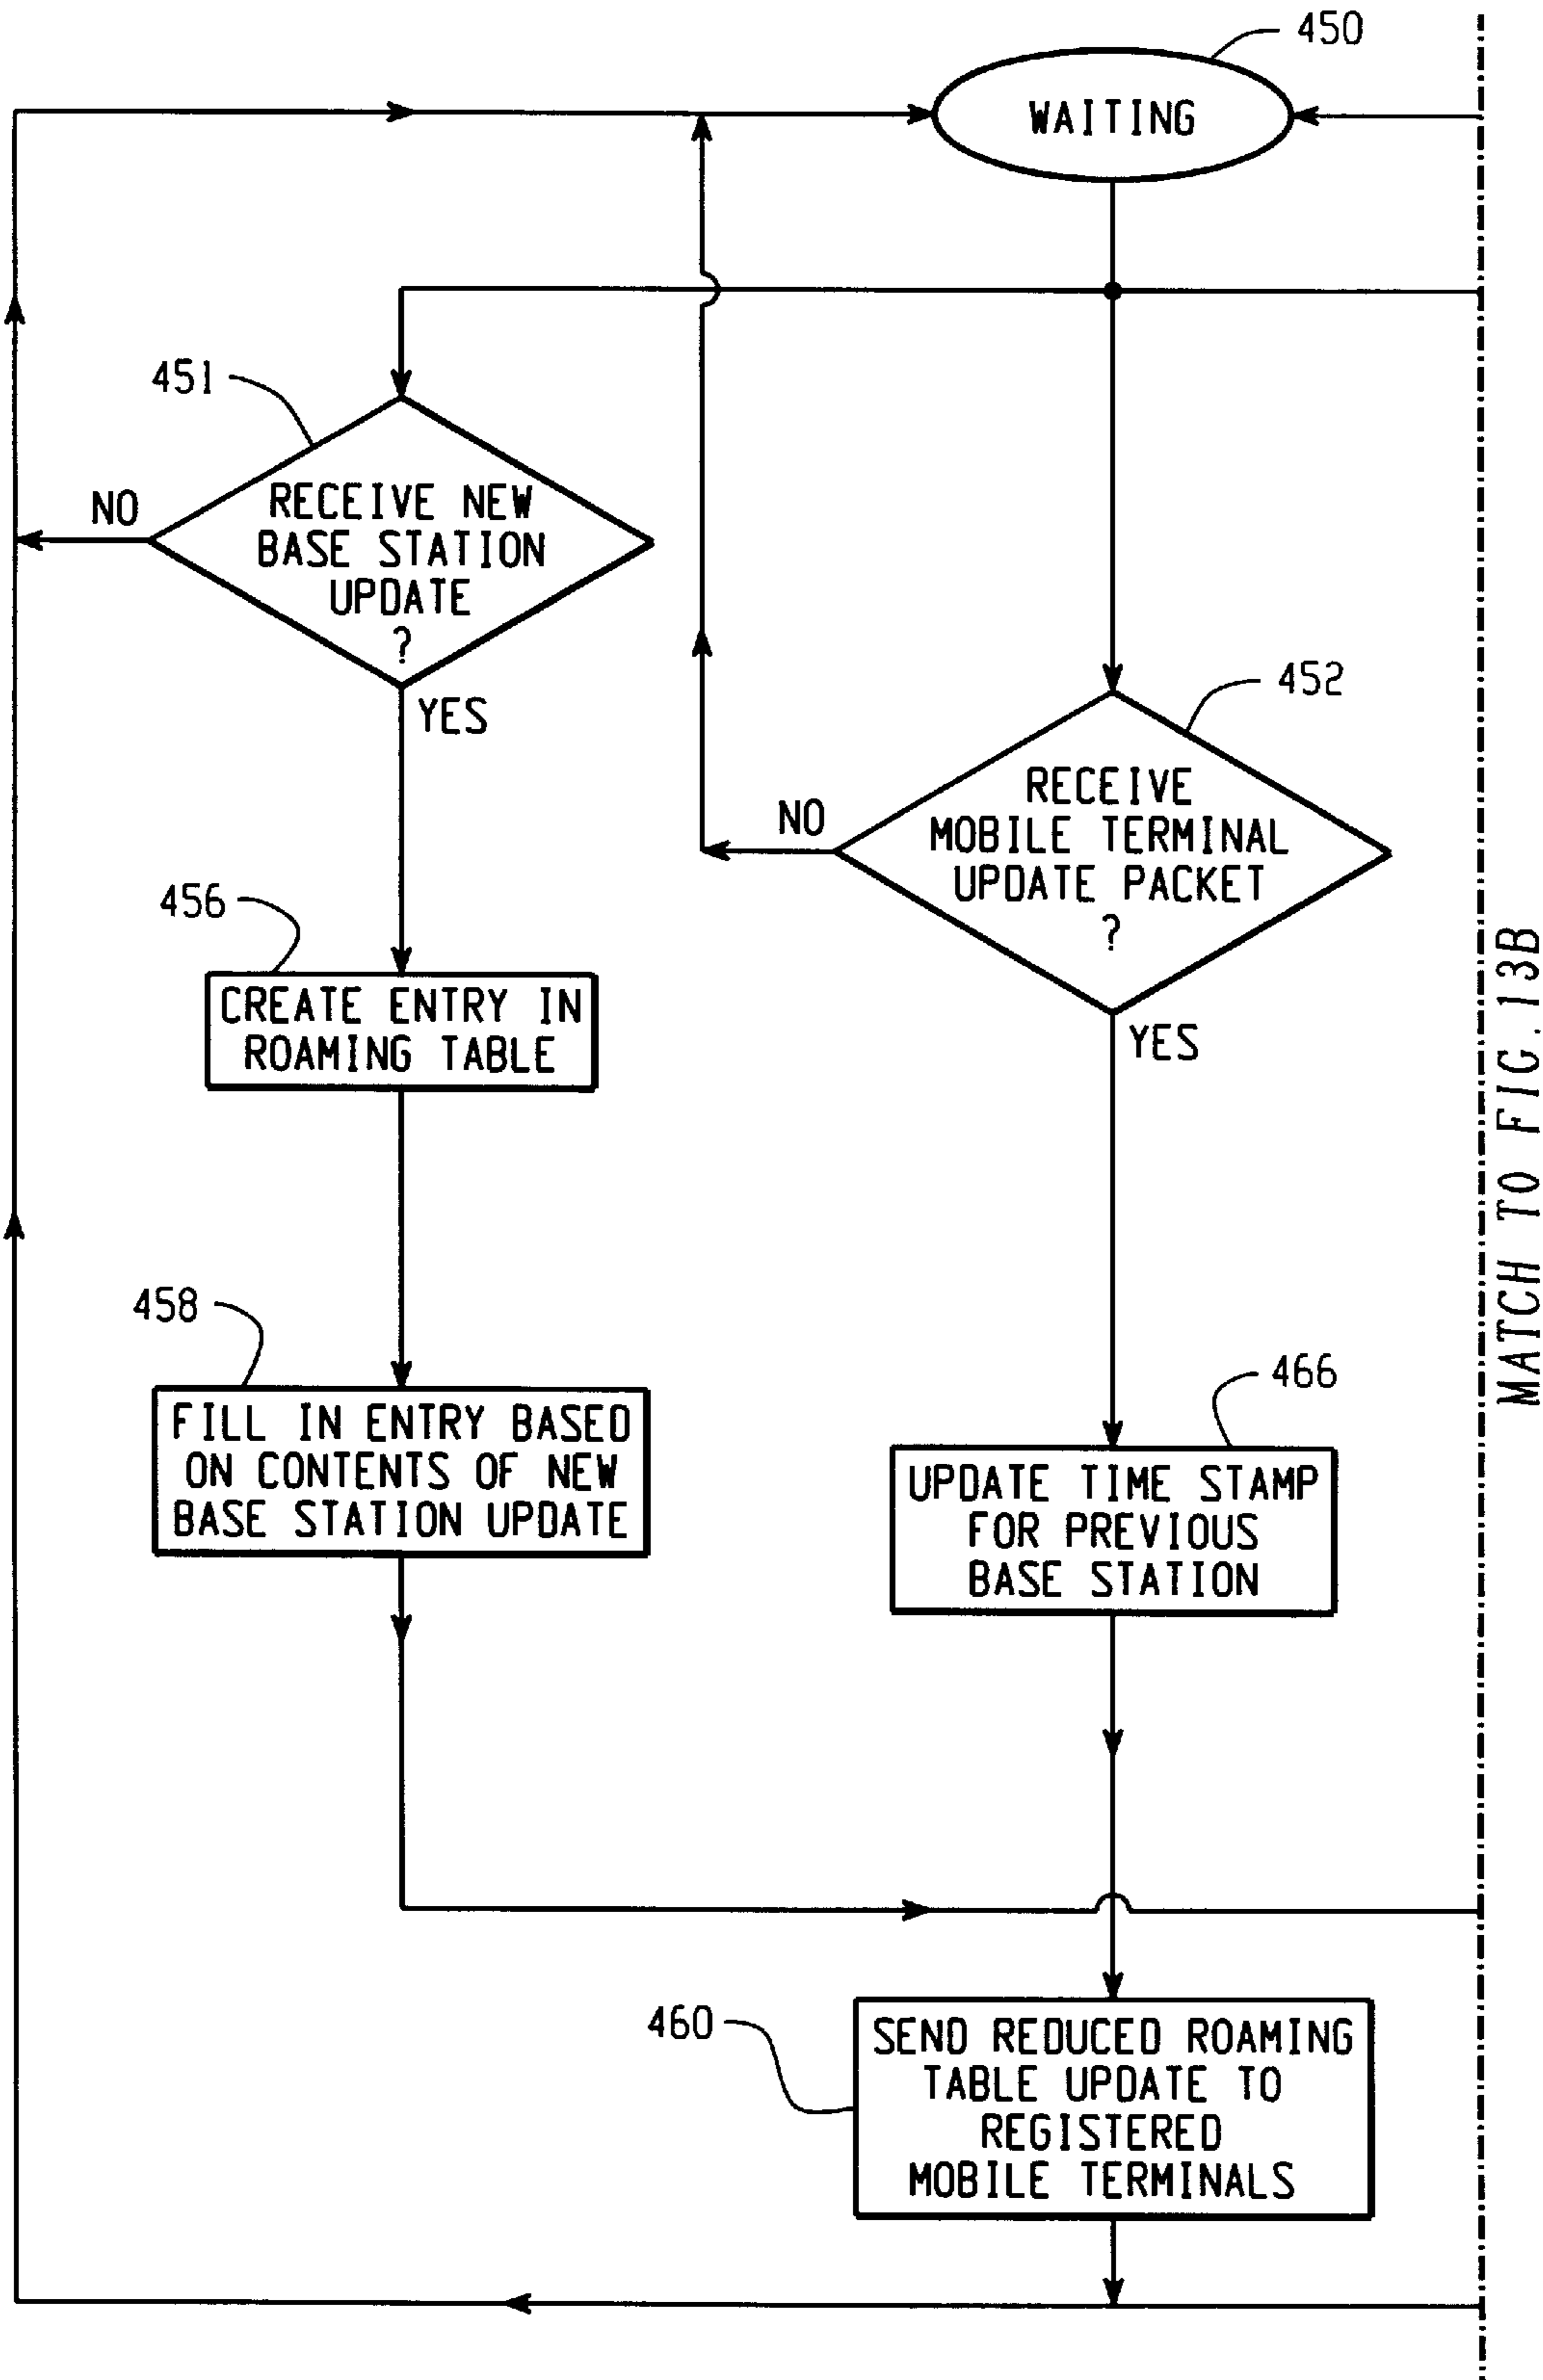 450
WAITING
451
NO
RECEIVE NEW
BASE STATION
UPDATE
?
YES
452
NO
RECEIVE
MOBILE TERMINAL
UPDATE PACKET
?
YES
456
CREATE ENTRY IN
ROAMING TABLE
458
FILL IN ENTRY BASED
ON CONTENTS OF NEW
BASE STATION UPDATE
466
UPDATE TIME STAMP
FOR PREVIOUS
BASE STATION
460
SEND REDUCED ROAMING
TABLE UPDATE TO
REGISTERED
MOBILE TERMINALS
MATCH TO FIG. 13B